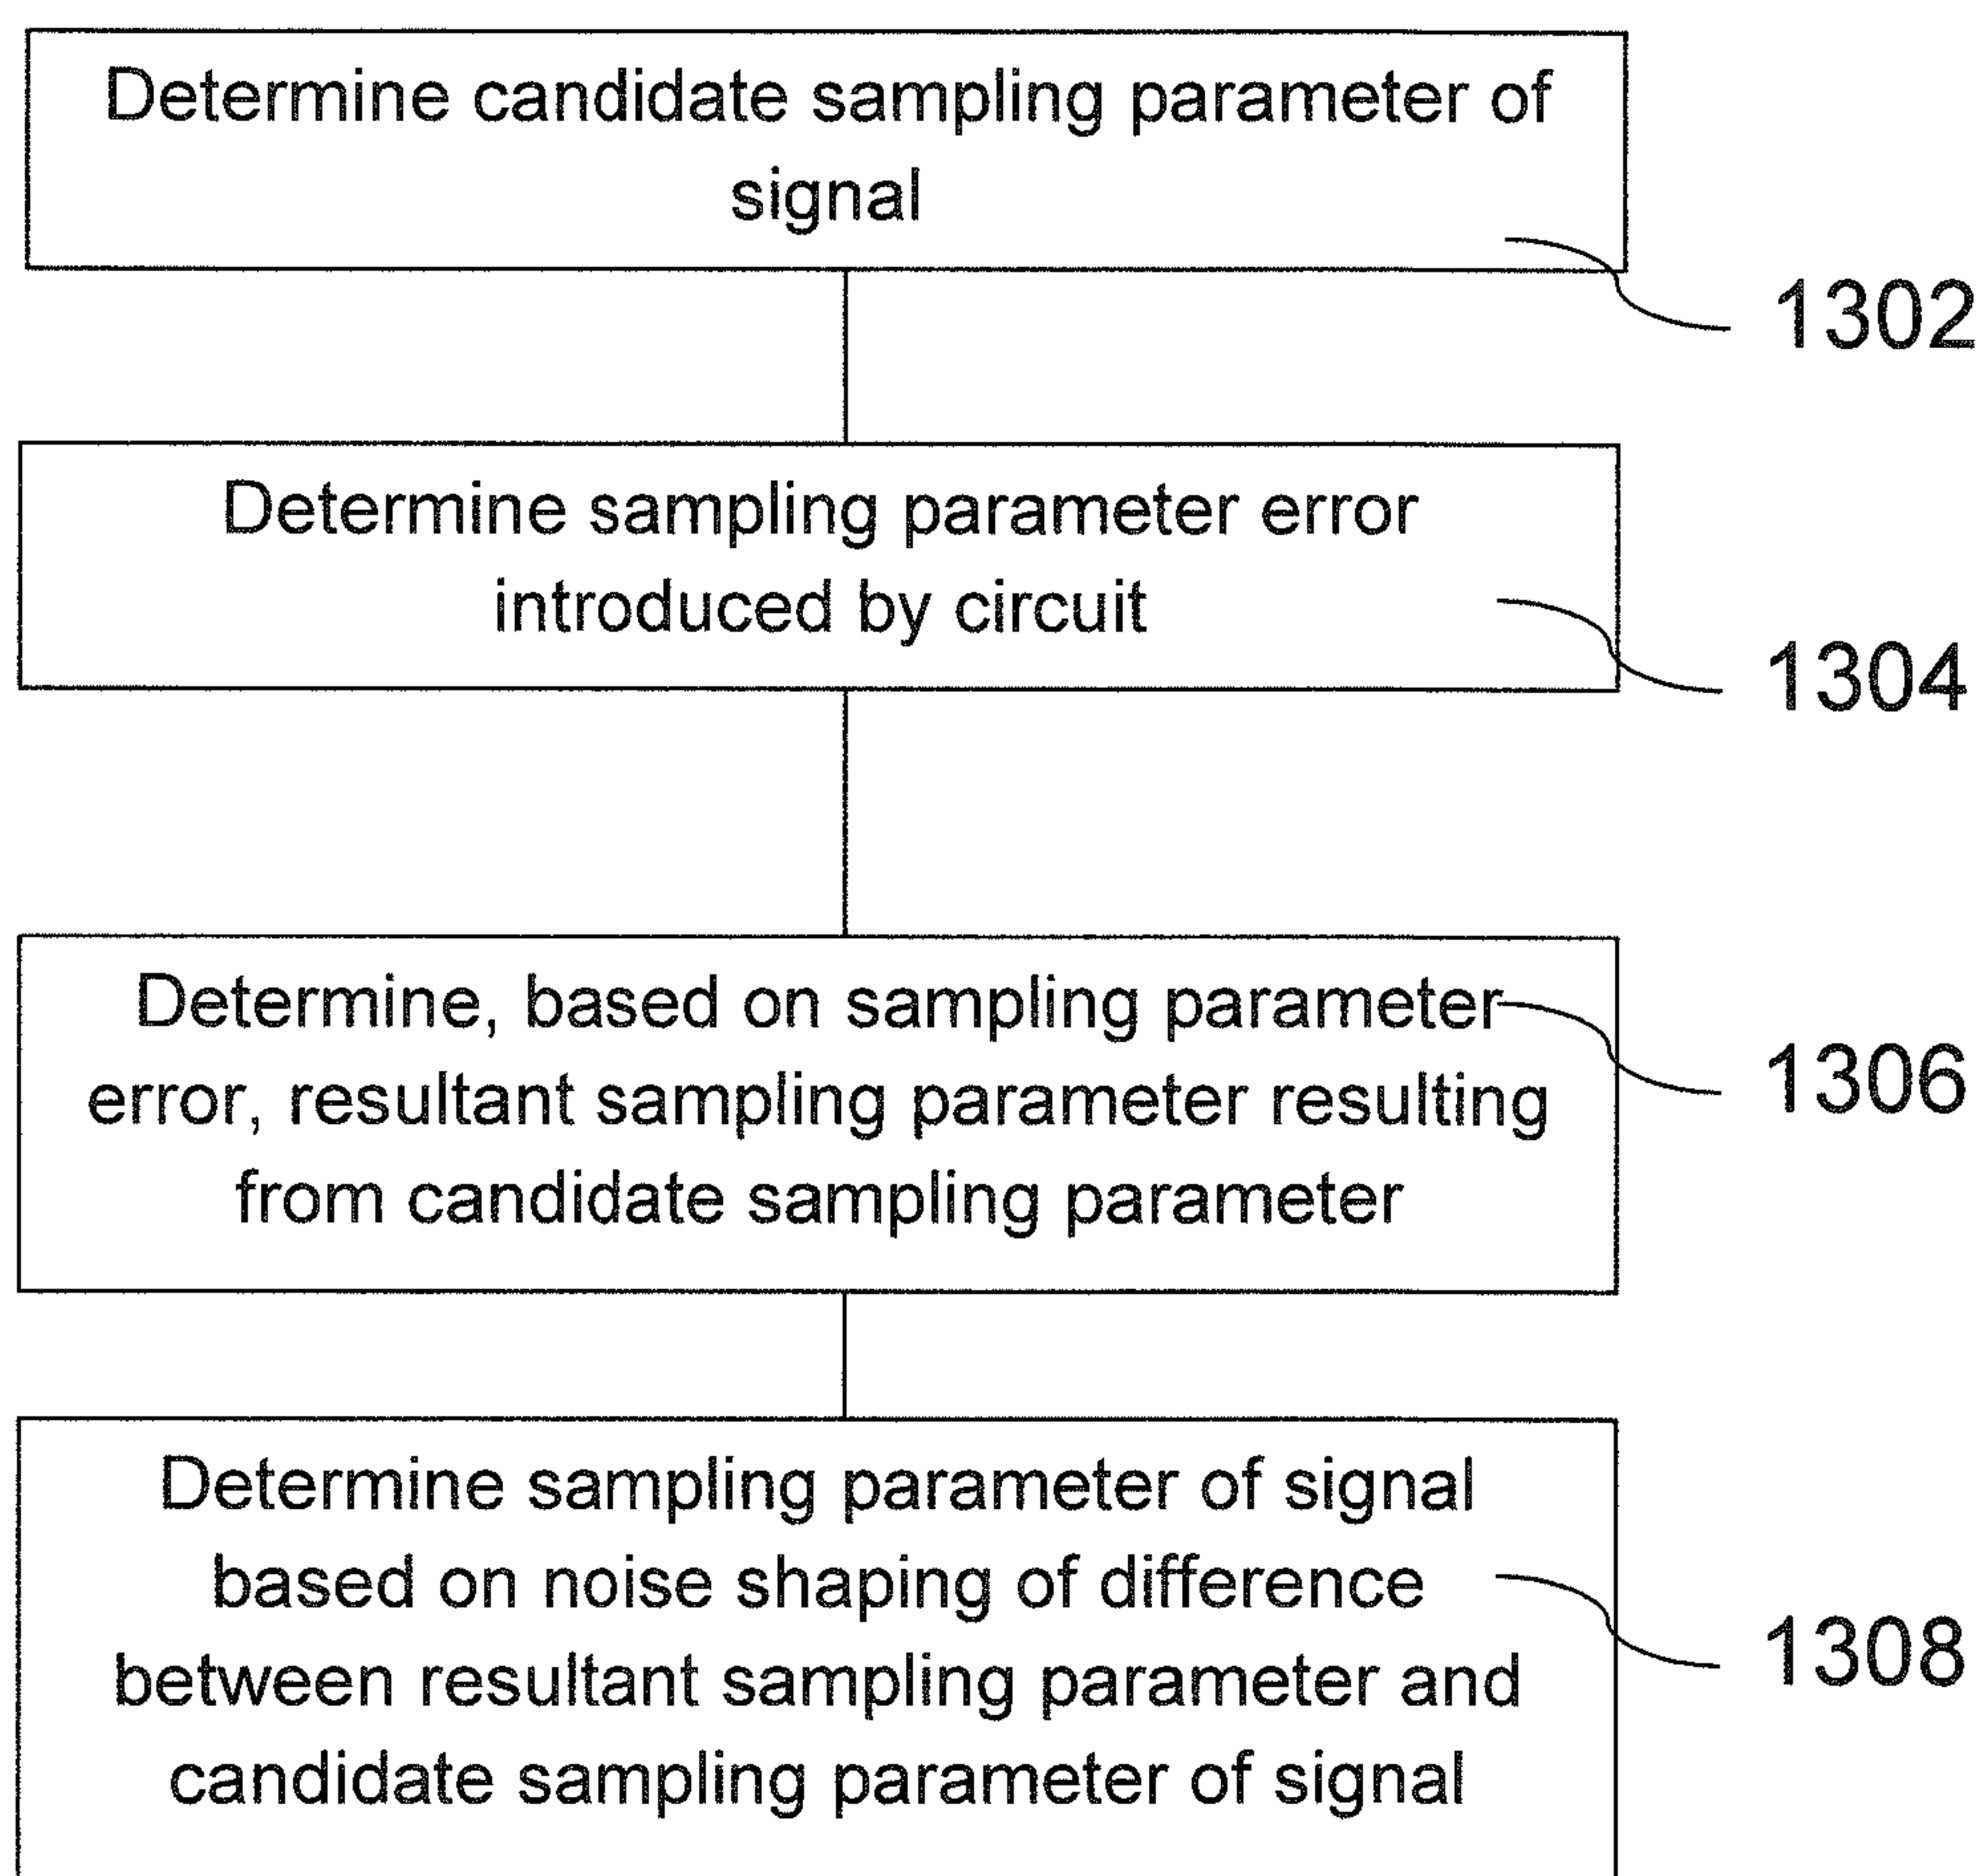 Determine candidate sampling parameter of
signal
1302
Determine sampling parameter error
introduced by circuit
1304
Determine, based on sampling parameter
error, resultant sampling parameter resulting
from candidate sampling parameter
1306
Determine sampling parameter of signal
based on noise shaping of difference
between resultant sampling parameter and
candidate sampling parameter of signal
1308